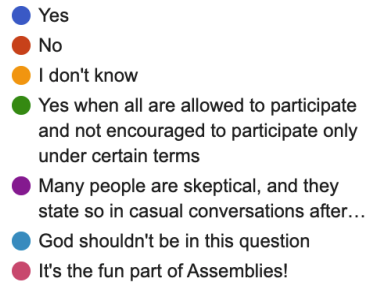 Yes
No
I don't know
Yes when all are allowed to participate
and not encouraged to participate only
under certain terms
Many people are skeptical, and they
state so in casual conversations after…
God shouldn't be in this question
It's the fun part of Assemblies!